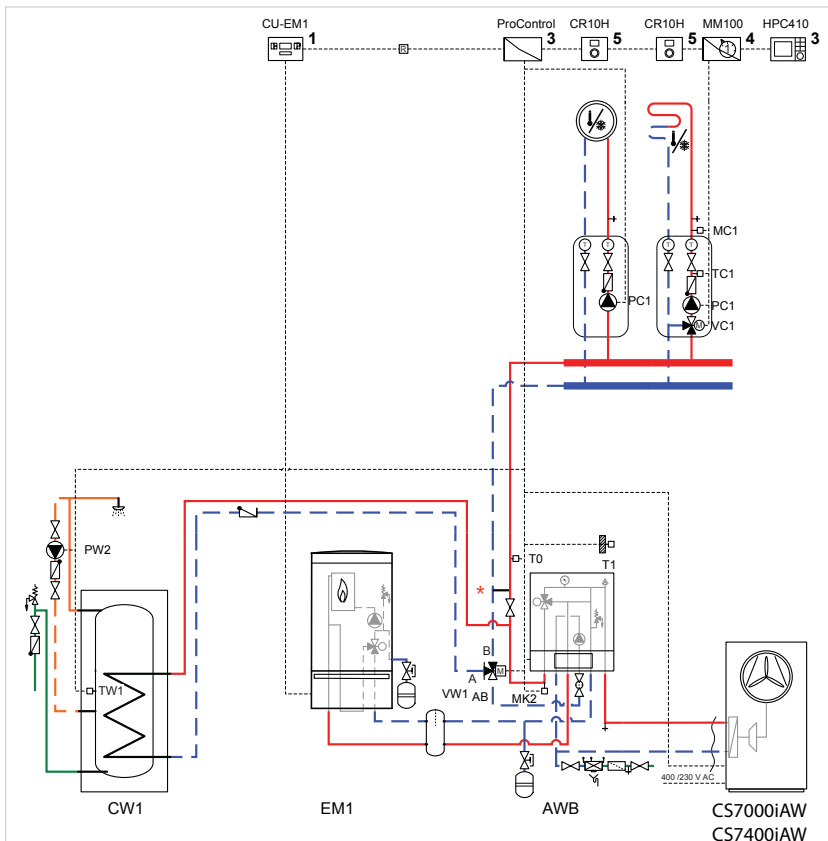 CU-EM1 ProControl CR10H CR10H MM100 HPC410
1 3 5 5 4 3
R
MC1
T T T T
TC1
PC1 PC1
M VC1
PW2
T0 T1
*
B
TW1 A M
VW1 AB MK2
400 /230 V AC
CW1 EM1 AWB CS7000iAW
CS7400iAW